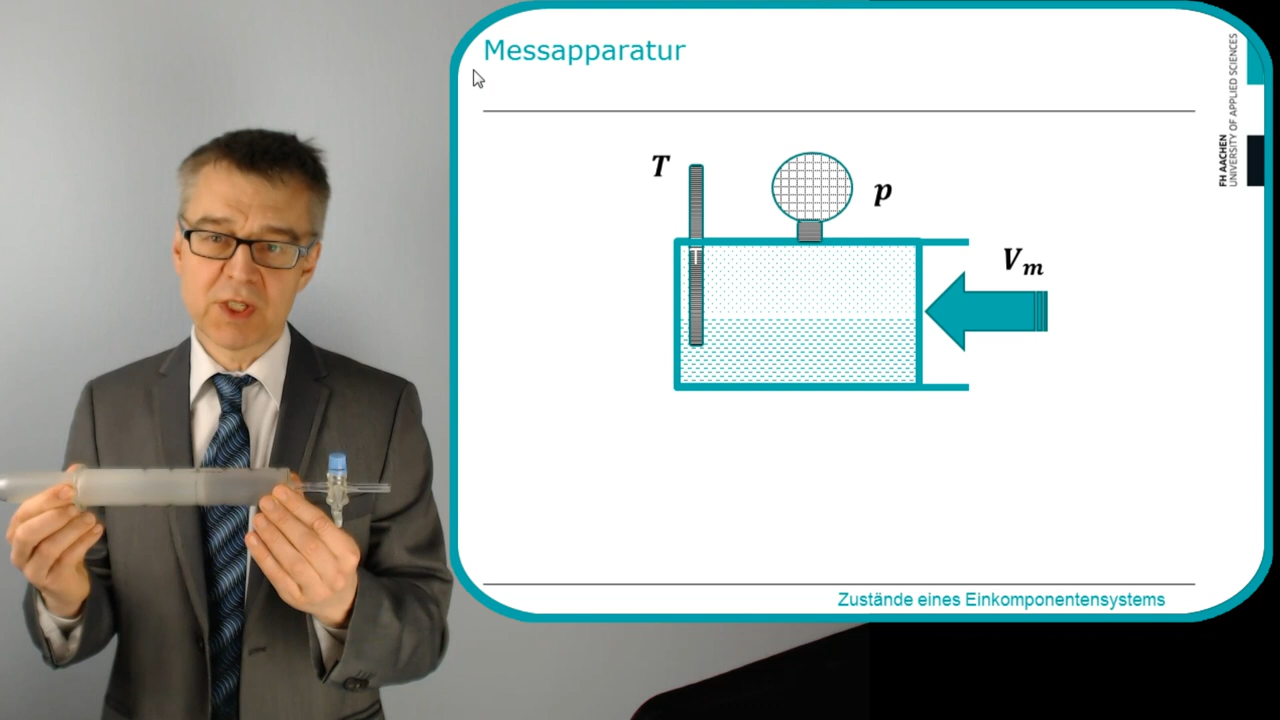 Messapparatur
FH AACHEN
UNIVERSITY OF APPLIED SCIENCES
T
p
T
V_m
Zustände eines Einkomponentensystems